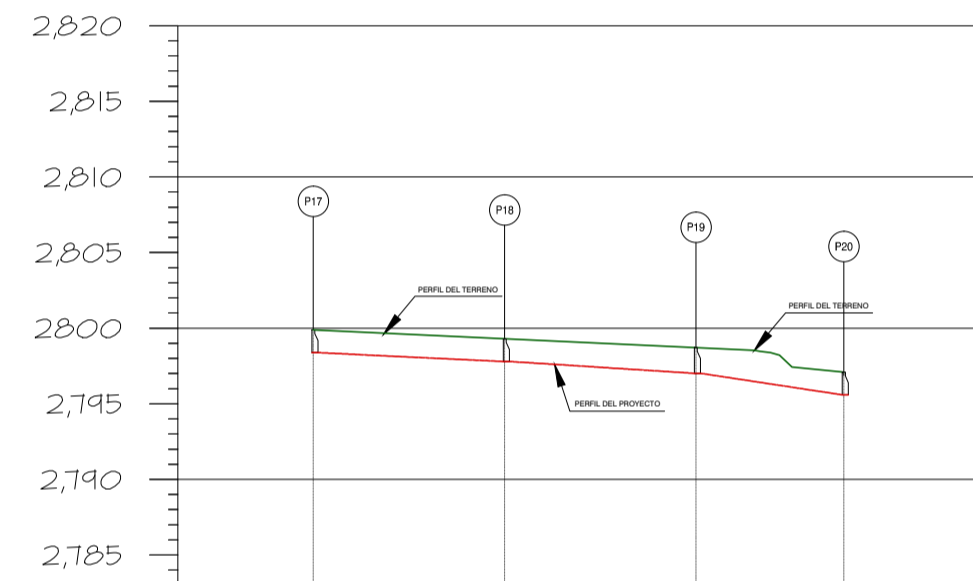 2,820
2,815
2,810
P17
P18
P19
2,805
P20
PERFIL DEL TERRENO
PERFIL DEL TERRENO
2800
2,795
PERFIL DEL PROYECTO
2,790
2,785